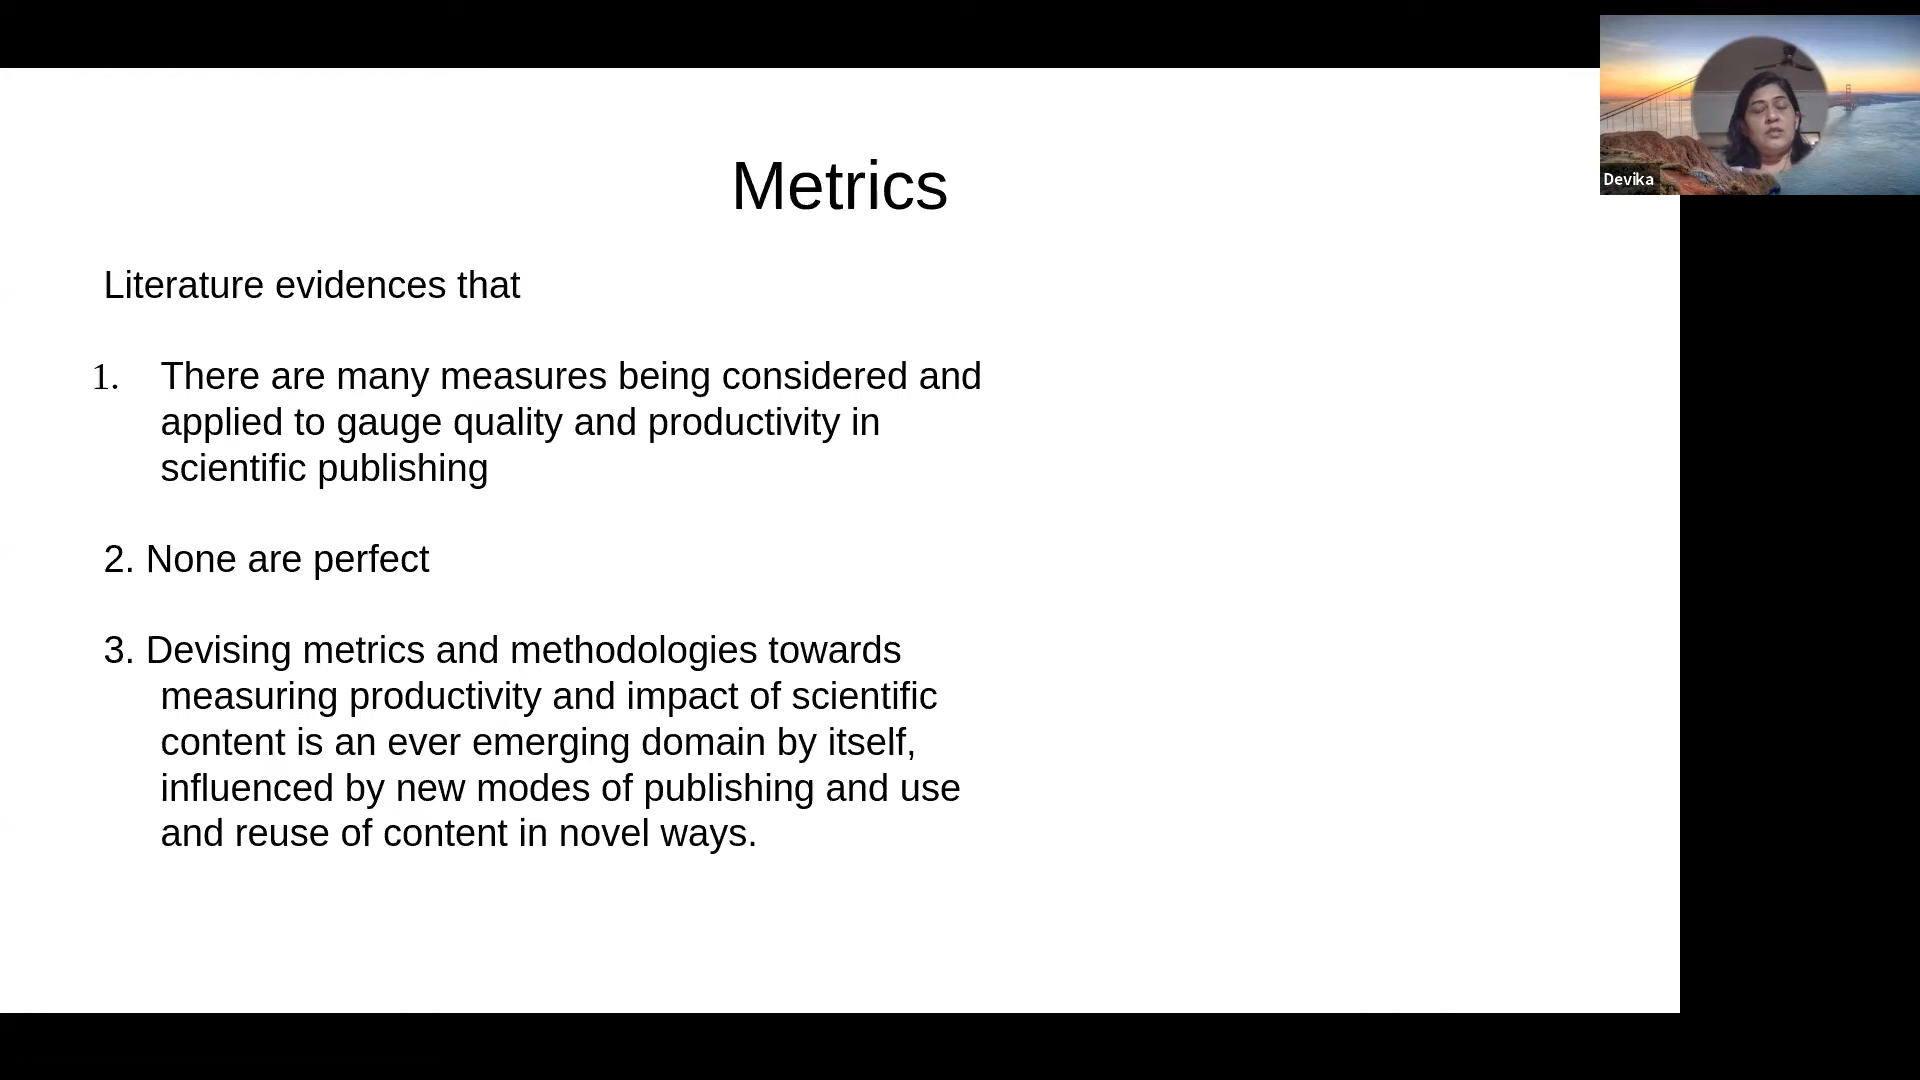 Metrics
Devika
Literature evidences that
1. There are many measures being considered and
applied to gauge quality and productivity in
scientific publishing
2. None are perfect
3. Devising metrics and methodologies towards
measuring productivity and impact of scientific
content is an ever emerging domain by itself,
influenced by new modes of publishing and use
and reuse of content in novel ways.